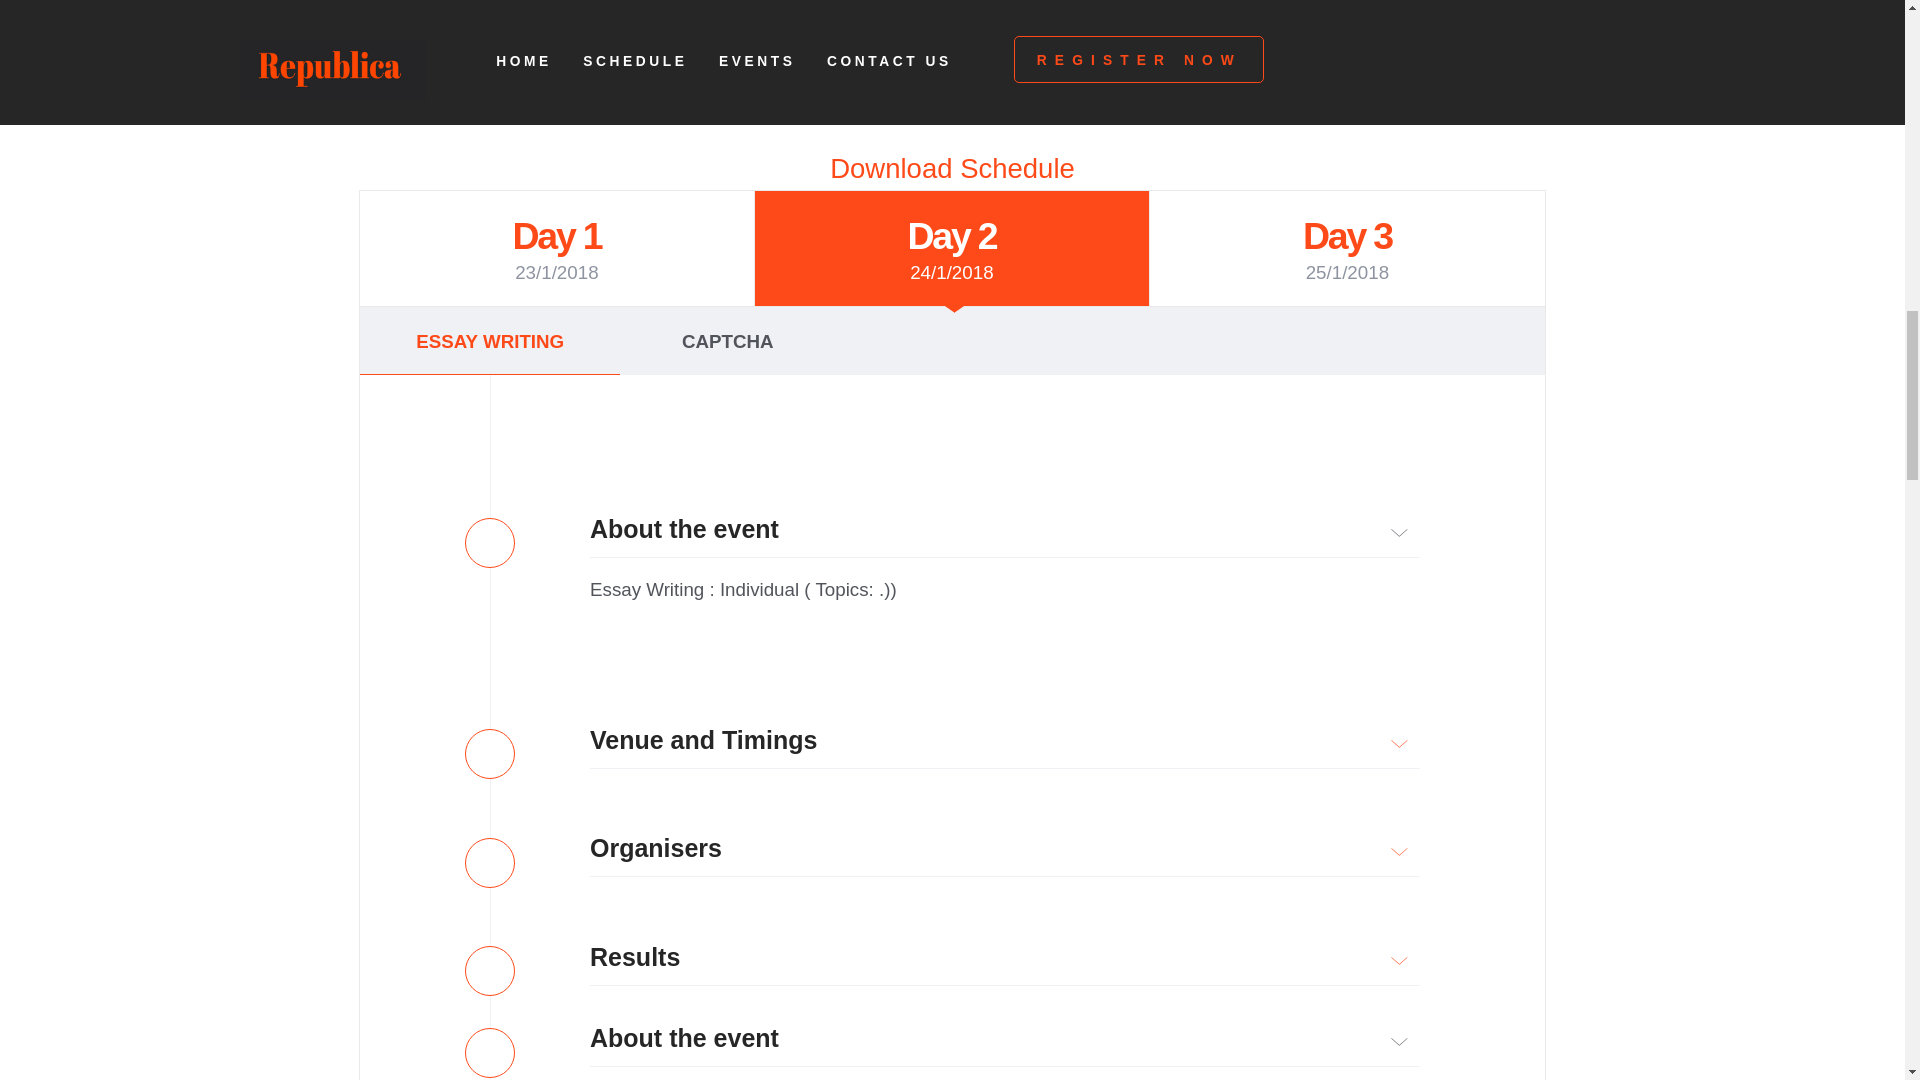 Republica
HOME SCHEDULE EVENTS CONTACT US REGISTER NOW
Download Schedule
Day 1
23/1/2018
Day 2
24/1/2018
Day 3
25/1/2018
ESSAY WRITING CAPTCHA
About the event
Essay Writing : Individual ( Topics: .))
Venue and Timings
Organisers
Results
About the event